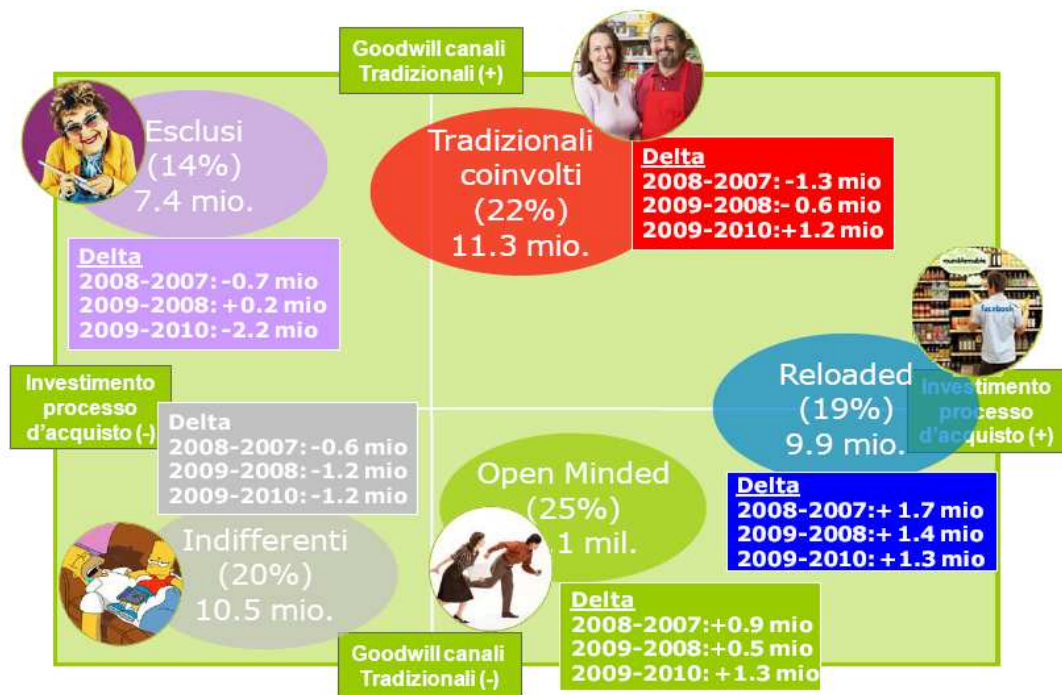 Goodwill canali
Tradizionali (+)
Esclusi
(14%)
7.4 mio.
Tradizionali
coinvolti
(22%)
11.3 mio.
Delta
2008-2007: -1.3 mio
2009-2008: - 0.6 mio
2009-2010:+1.2 mio
Delta
2008-2007: -0.7 mio
2009-2008: +0.2 mio
2009-2010: -2.2 mio
facebook
Investimento
processo
d'acquisto (-)
Reloaded
(19%)
9.9 mio.
Investimento
processo
d'acquisto (+)
Delta
2008-2007: -0.6 mio
2009-2008: -1.2 mio
2009-2010: -1.2 mio
Open Minded
(25%)
.1 mil.
Delta
2008-2007:+ 1.7 mio
2009-2008:+ 1.4 mio
2009-2010: +1.3 mio
Indifferenti
(20%)
10.5 mio.
Delta
2008-2007:+0.9 mio
2009-2008:+0.5 mio
2009-2010: +1.3 mio
Goodwill canali
Tradizionali (-)